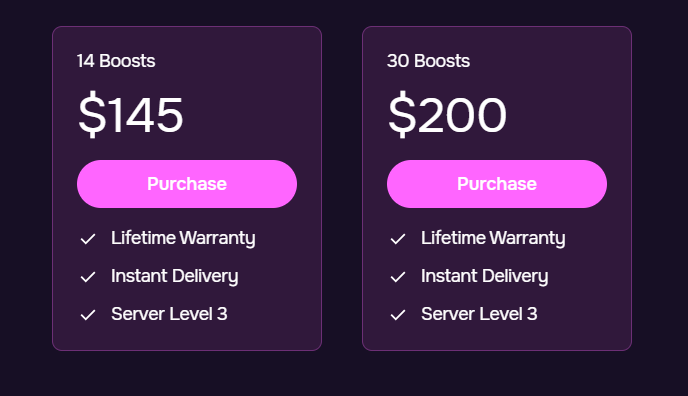 14 Boosts
$145
Purchase
Lifetime Warranty
Instant Delivery
Server Level 3
30 Boosts
$200
Purchase
Lifetime Warranty
Instant Delivery
Server Level 3